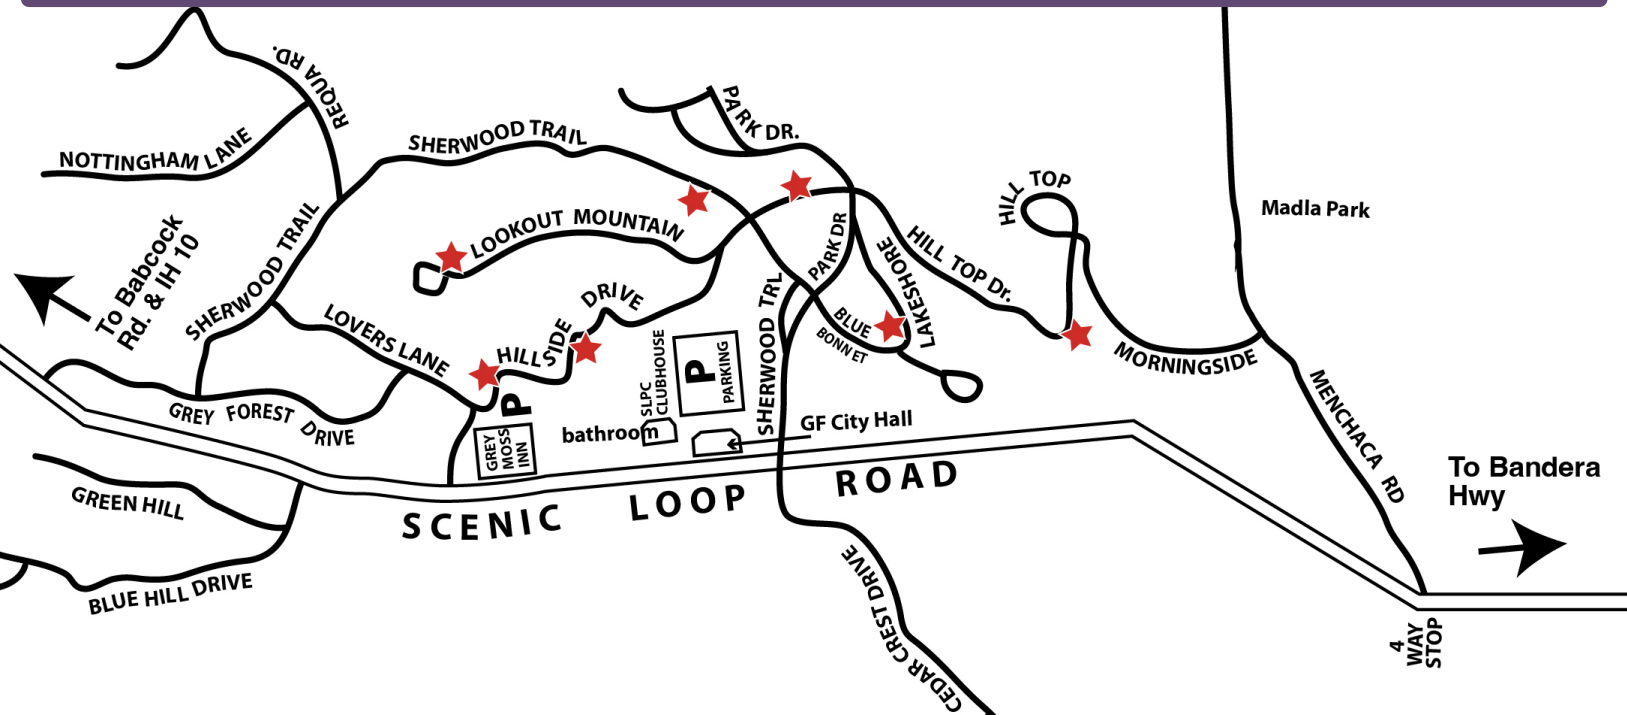 REQUA RD.
NOTTINGHAM LANE
SHERWOOD TRAIL
PARK DR.
HILL TOP
Madla Park
LOOKOUT MOUNTAIN
PARK DR
LAKESHORE
HILL TOP Dr.
To Babcock
Rd. & IH 10
SHERWOOD TRAIL
LOVERS LANE
HILLSIDE DRIVE
SHERWOOD TRL
BLUE
BONNET
MORNINGSIDE
SLPC
CLUBHOUSE
P
PARKING
P
GREY
MOSS
INN
bathroom
GF City Hall
GREY FOREST DRIVE
MENCHACA RD
To Bandera
Hwy
GREEN HILL
SCENIC LOOP ROAD
BLUE HILL DRIVE
CEDAR CREST DRIVE
4
WAY
STOP